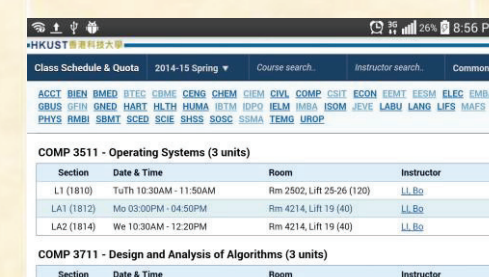 3G 26% 8:56 P
HKUST香港科技大學
Class Schedule & Quota 2014-15 Spring ▼ Course search.. Instructor search.. Common
ACCT BIEN BMED BTEC CBME CENG CHEM CIEM CIVL COMP CSIT ECON EEMT EESM ELEC EMBA
GBUS GFIN GNED HART HLTH HUMA IBTM IDPO IELM IMBA ISOM JEVE LABU LANG LIFS MAFS
PHYS RMBI SBMT SCED SCIE SHSS SOSC SSMA TEMG UROP
COMP 3511 - Operating Systems (3 units)
Section Date & Time Room Instructor
L1 (1810) TuTh 10:30AM - 11:50AM Rm 2502, Lift 25-26 (120) LI, Bo
LA1 (1812) Mo 03:00PM - 04:50PM Rm 4214, Lift 19 (40) LI, Bo
LA2 (1814) We 10:30AM - 12:20PM Rm 4214, Lift 19 (40) LI, Bo
COMP 3711 - Design and Analysis of Algorithms (3 units)
Section Date & Time Room Instructor